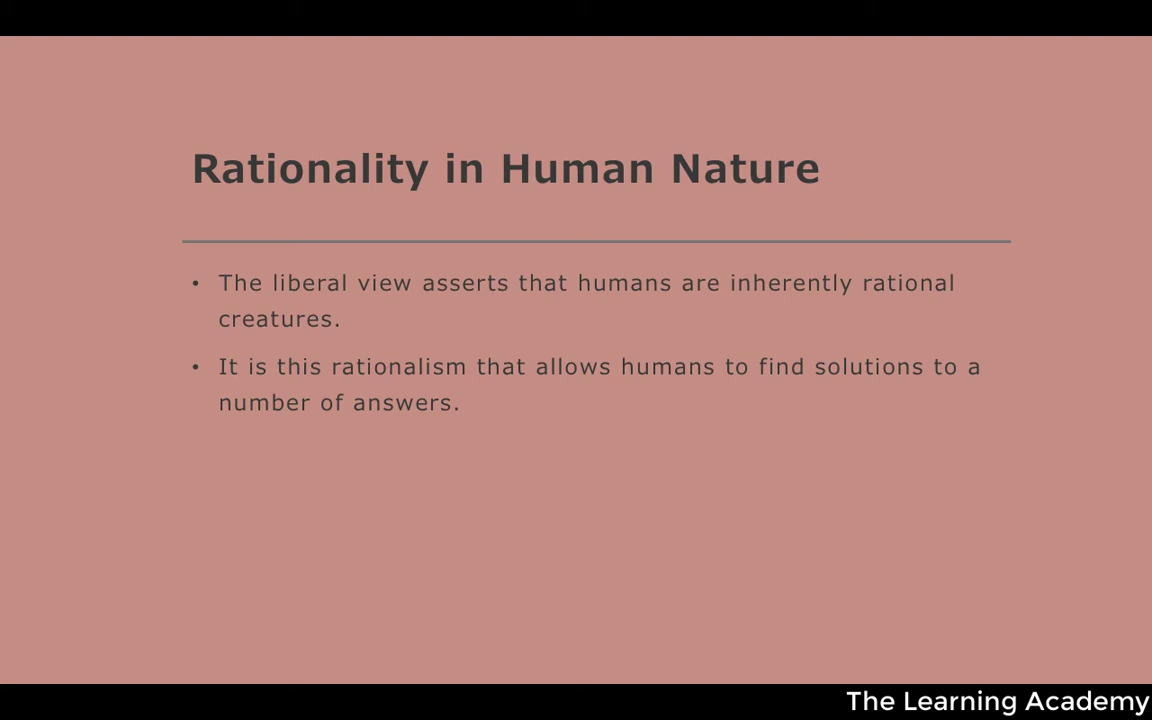 Rationality in Human Nature
• The liberal view asserts that humans are inherently rational
creatures.
• It is this rationalism that allows humans to find solutions to a
number of answers.
The Learning Academy